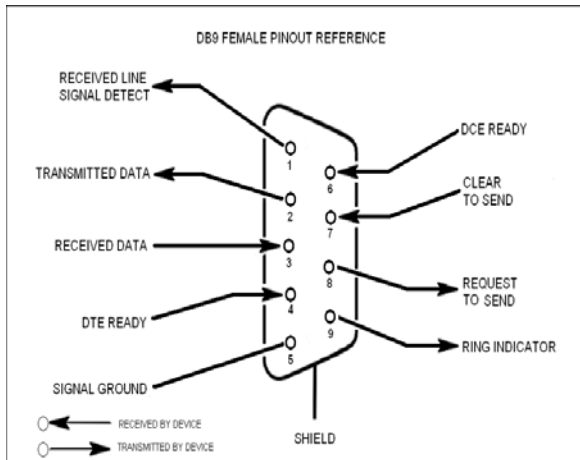 DB9 FEMALE PINOUT REFERENCE
RECEIVED LINE
SIGNAL DETECT
TRANSMITTED DATA
RECEIVED DATA
DTE READY
SIGNAL GROUND
1
2
3
4
5
6
7
8
9
DCE READY
CLEAR
TO SEND
REQUEST
TO SEND
RING INDICATOR
SHIELD
RECEIVED BY DEVICE
TRANSMITTED BY DEVICE